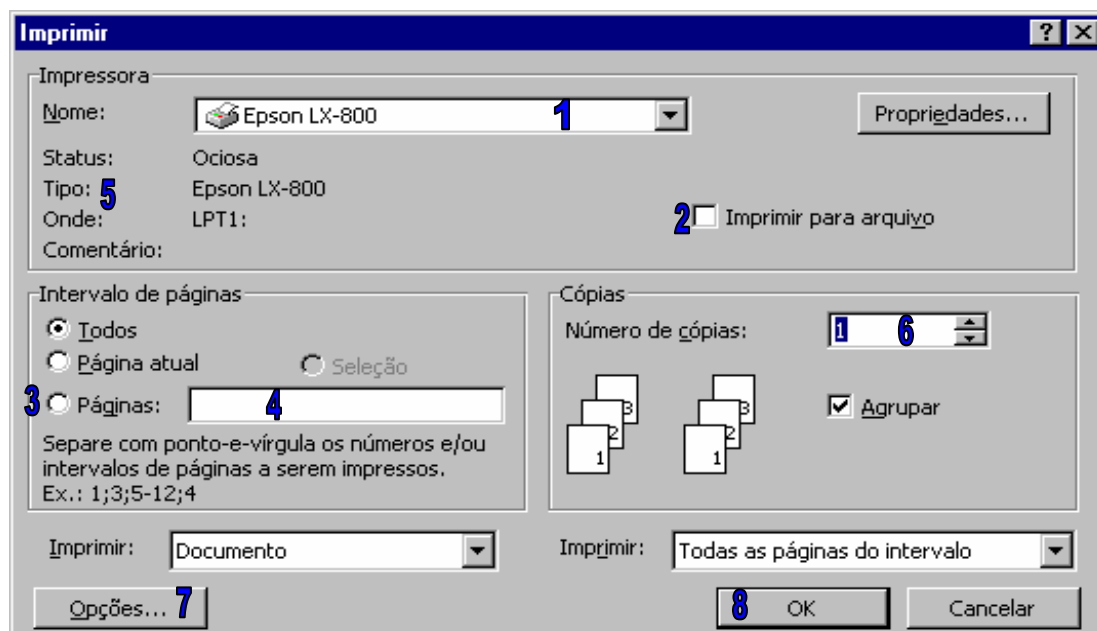 Imprimir
Impressora
Nome: Epson LX-800 1 Propriedades...
Status: Ociosa
Tipo: 5 Epson LX-800
Onde: LPT1: 2 Imprimir para arquivo
Comentário:
Intervalo de páginas
Todos
Página atual Seleção
3 Páginas: 4
Separe com ponto-e-vírgula os números e/ou
intervalos de páginas a serem impressos.
Ex.: 1;3;5-12;4
Cópias
Número de cópias: 1 6
3 3
2 2
1 1
Agrupar
Imprimir: Documento
Imprimir: Todas as páginas do intervalo
Opções... 7
8 OK Cancelar